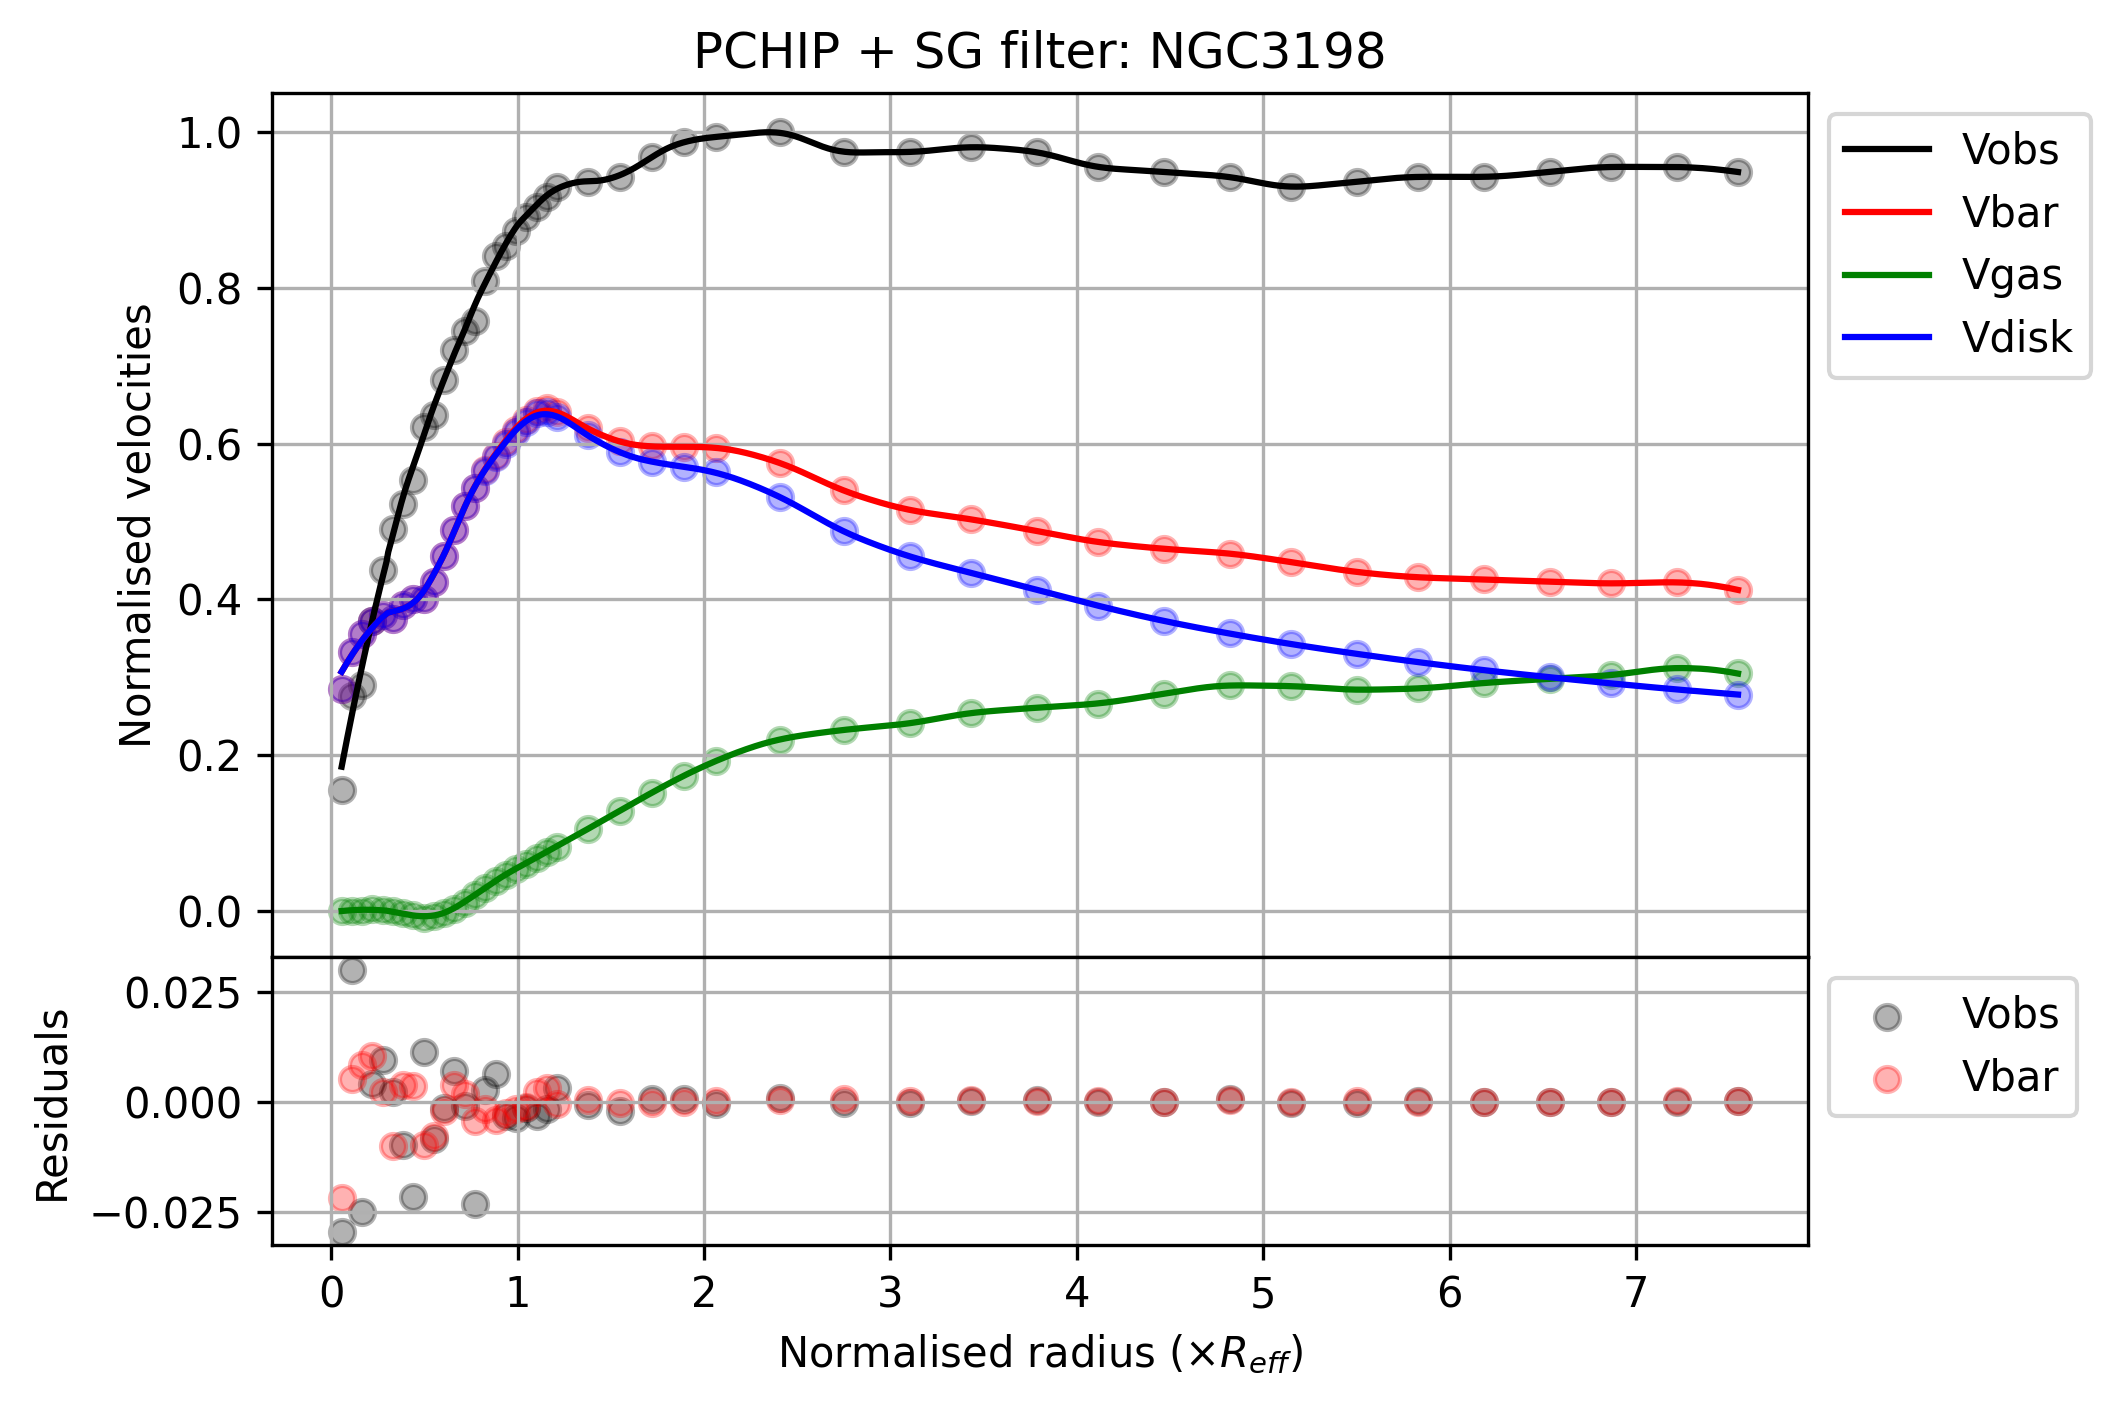 PCHIP + SG filter: NGC3198
Normalised velocities
1.0
0.8
0.6
0.4
0.2
0.0
Vobs
Vbar
Vgas
Vdisk
Residuals
0.025
0.000
−0.025
Vobs
Vbar
0 1 2 3 4 5 6 7
Normalised radius (×R_eff)